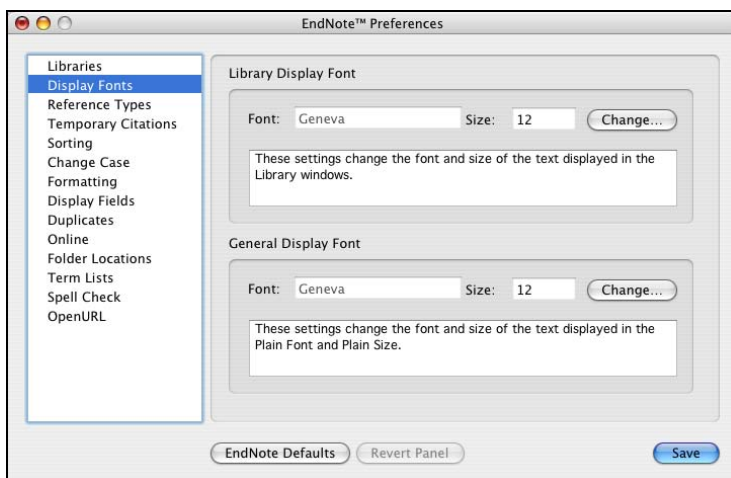 EndNote™ Preferences
Libraries
Display Fonts
Reference Types
Temporary Citations
Sorting
Change Case
Formatting
Display Fields
Duplicates
Online
Folder Locations
Term Lists
Spell Check
OpenURL
Library Display Font
Font: Geneva Size: 12 Change...
These settings change the font and size of the text displayed in the
Library windows.
General Display Font
Font: Geneva Size: 12 Change...
These settings change the font and size of the text displayed in the
Plain Font and Plain Size.
EndNote Defaults Revert Panel Save